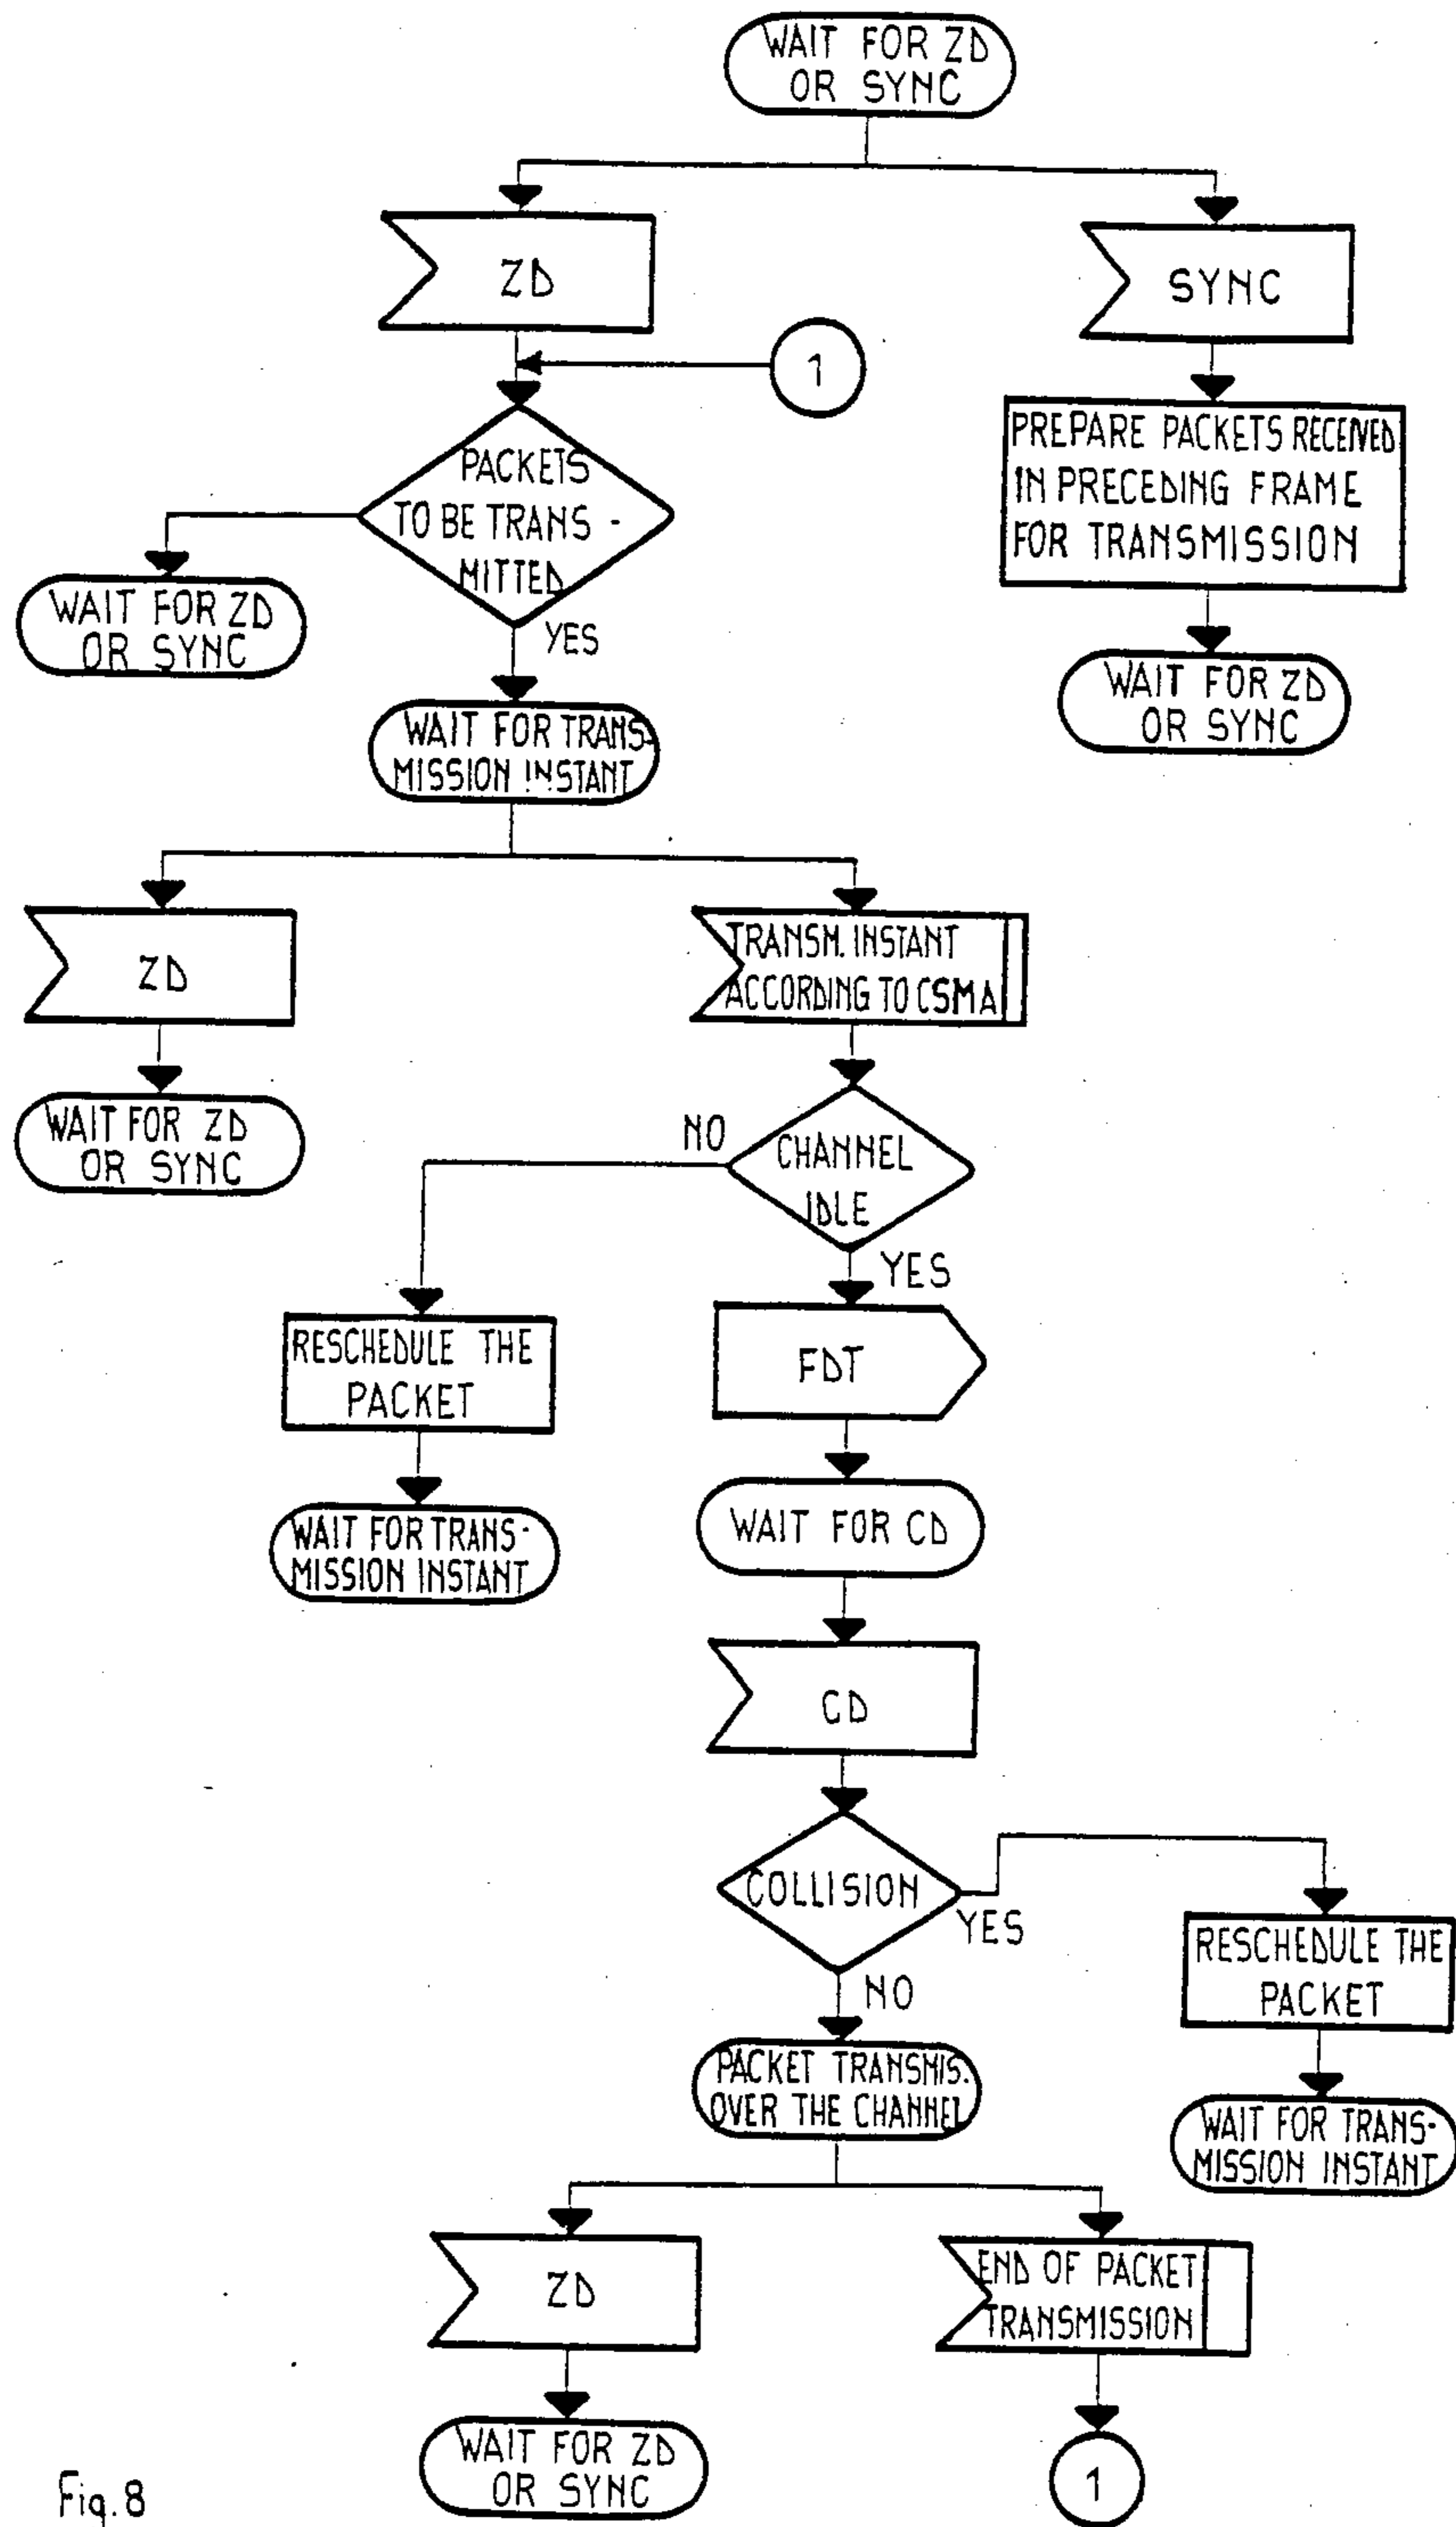 WAIT FOR ZD
OR SYNC
ZD
SYNC
1
PACKETS
TO BE TRANS -
MITTED
PREPARE PACKETS RECEIVED
IN PRECEDING FRAME
FOR TRANSMISSION
WAIT FOR ZD
OR SYNC
YES
WAIT FOR ZD
OR SYNC
WAIT FOR TRANS-
MISSION INSTANT
ZD
TRANSM. INSTANT
ACCORDING TO CSMA
WAIT FOR ZD
OR SYNC
NO
CHANNEL
IDLE
YES
RESCHEDULE THE
PACKET
FDT
WAIT FOR TRANS-
MISSION INSTANT
WAIT FOR CD
CD
COLLISION
YES
NO
RESCHEDULE THE
PACKET
PACKET TRANSMIS.
OVER THE CHANNEL
WAIT FOR TRANS-
MISSION INSTANT
ZD
END OF PACKET
TRANSMISSION
WAIT FOR ZD
OR SYNC
1
Fig.8